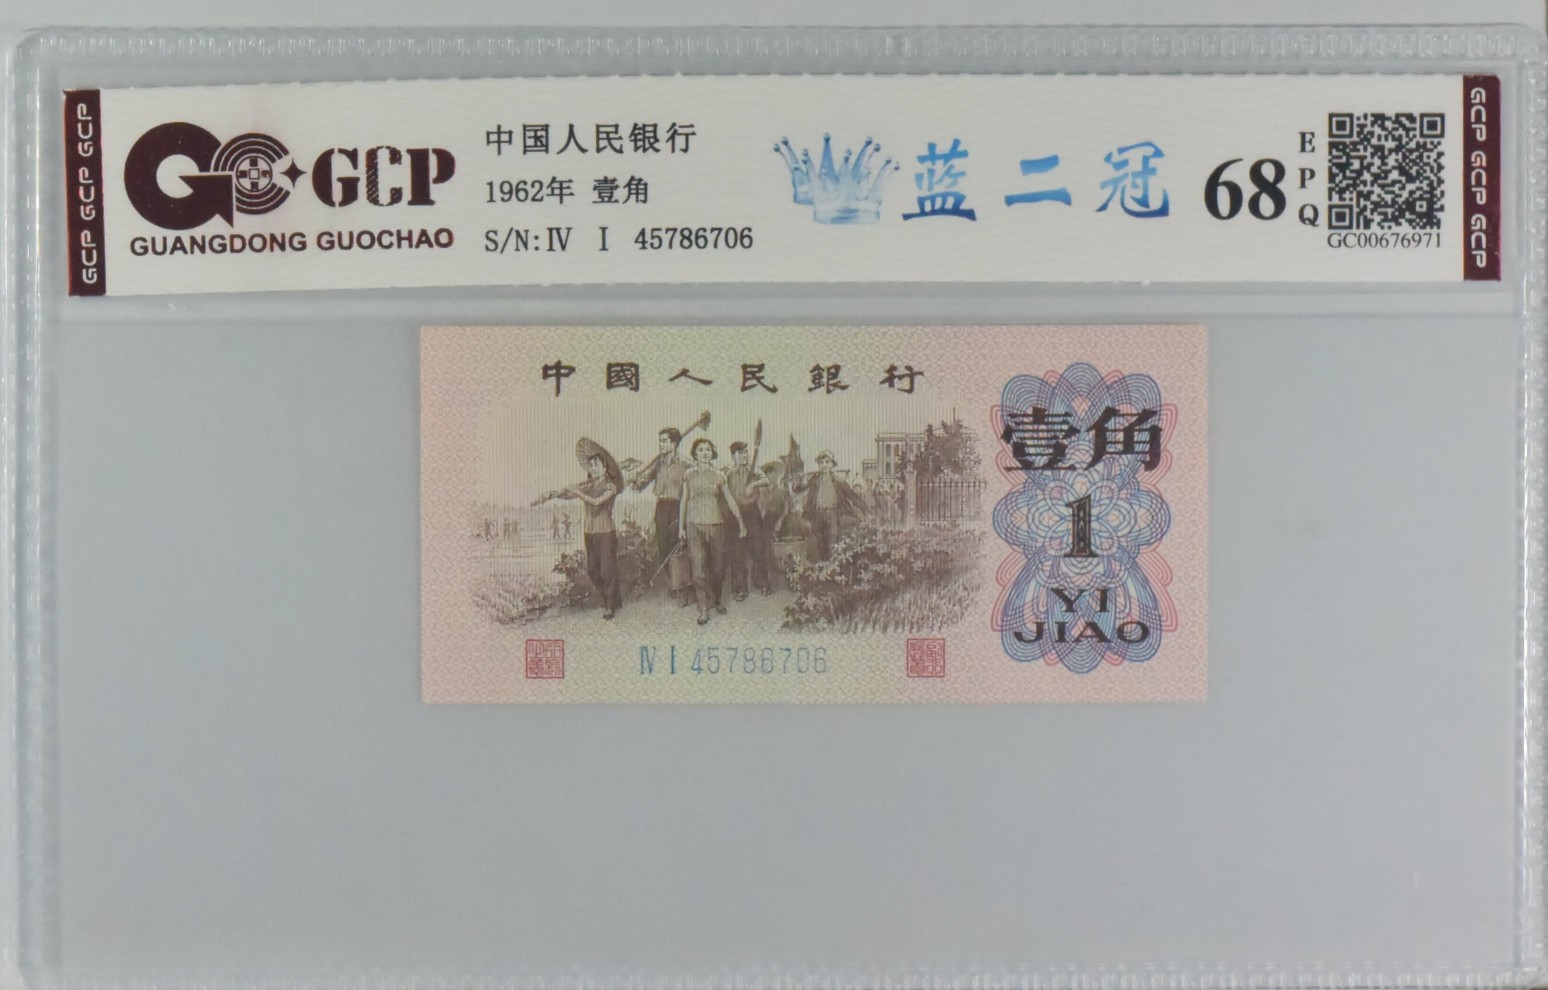 GCP GCP GCP
GCP
GUANGDONG GUOCHAO
中国人民银行
1962年 壹角
S/N:Ⅳ Ⅰ 45786706
蓝二冠
68
EPQ
GC00676971
GCP GCP GCP
中國人民銀行
壹角
1
YI
JIAO
Ⅳ Ⅰ 45786706